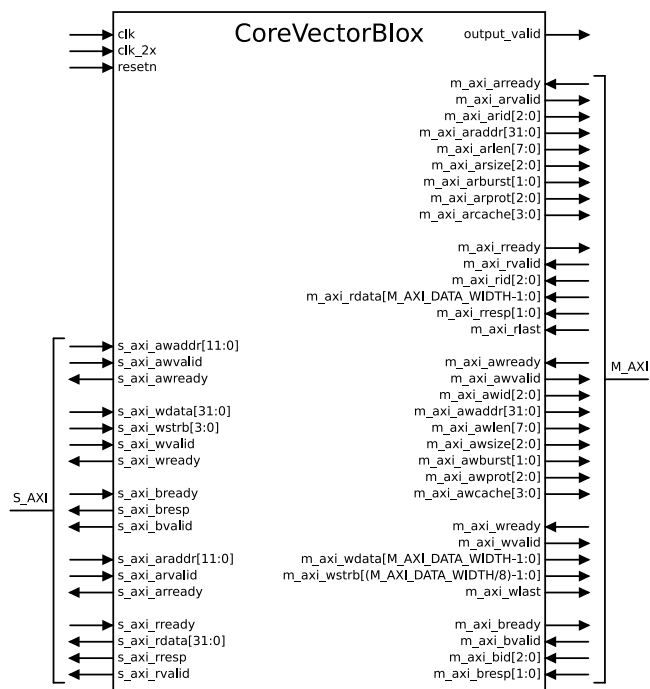 CoreVectorBlox
clk
clk_2x
resetn
output_valid
m_axi_arready
m_axi_arvalid
m_axi_arid[2:0]
m_axi_araddr[31:0]
m_axi_arlen[7:0]
m_axi_arsize[2:0]
m_axi_arburst[1:0]
m_axi_arprot[2:0]
m_axi_arcache[3:0]
m_axi_rready
m_axi_rvalid
m_axi_rid[2:0]
m_axi_rdata[M_AXI_DATA_WIDTH-1:0]
m_axi_rresp[1:0]
m_axi_rlast
m_axi_awready
m_axi_awvalid
m_axi_awid[2:0]
m_axi_awaddr[31:0]
m_axi_awlen[7:0]
m_axi_awsize[2:0]
m_axi_awburst[1:0]
m_axi_awprot[2:0]
m_axi_awcache[3:0]
m_axi_wready
m_axi_wvalid
m_axi_wdata[M_AXI_DATA_WIDTH-1:0]
m_axi_wstrb[(M_AXI_DATA_WIDTH/8)-1:0]
m_axi_wlast
m_axi_bready
m_axi_bvalid
m_axi_bid[2:0]
m_axi_bresp[1:0]
M_AXI
S_AXI
s_axi_awaddr[11:0]
s_axi_awvalid
s_axi_awready
s_axi_wdata[31:0]
s_axi_wstrb[3:0]
s_axi_wvalid
s_axi_wready
s_axi_bready
s_axi_bresp
s_axi_bvalid
s_axi_araddr[11:0]
s_axi_arvalid
s_axi_arready
s_axi_rready
s_axi_rdata[31:0]
s_axi_rresp
s_axi_rvalid